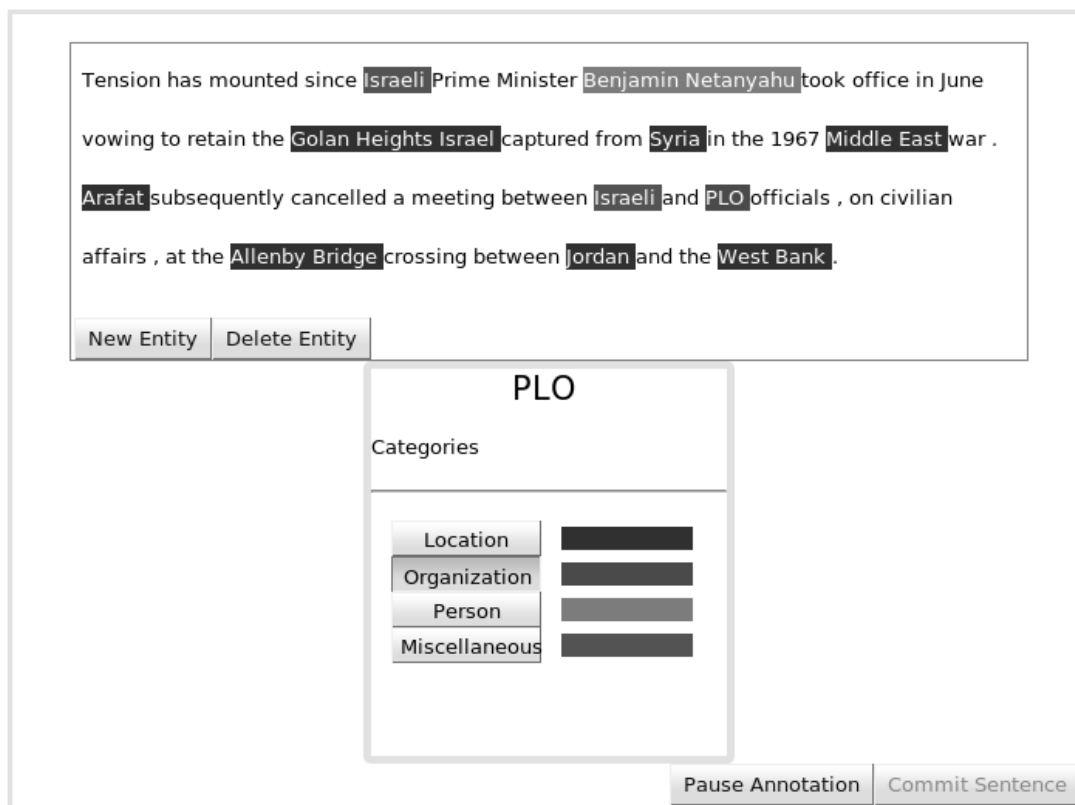 Tension has mounted since Israeli Prime Minister Benjamin Netanyahu took office in June
vowing to retain the Golan Heights Israel captured from Syria in the 1967 Middle East war .
Arafat subsequently cancelled a meeting between Israeli and PLO officials , on civilian
affairs , at the Allenby Bridge crossing between Jordan and the West Bank .
New Entity Delete Entity
PLO
Categories
Location
Organization
Person
Miscellaneous
Pause Annotation Commit Sentence